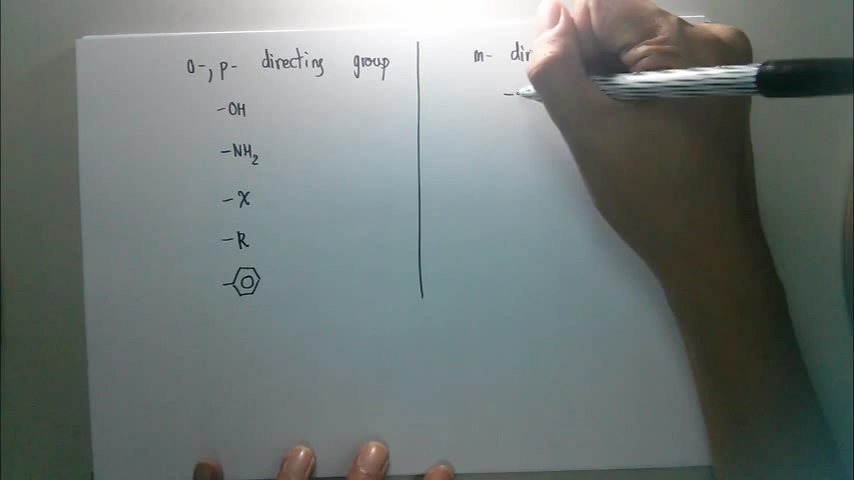 o-, p- directing group
m- dir
-OH
-NH₂
-X
-R